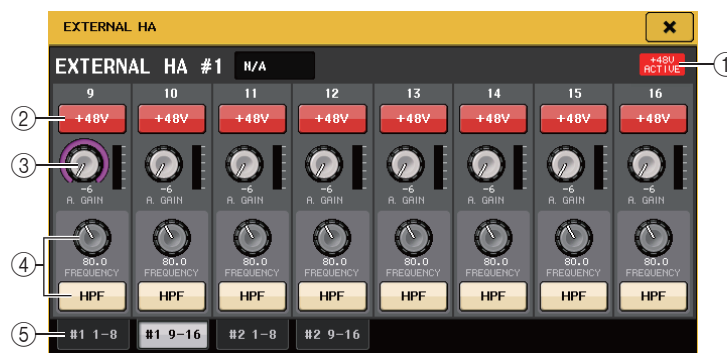 EXTERNAL HA
EXTERNAL HA #1 N/A +48V ACTIVE ①
9 10 11 12 13 14 15 16
② +48V +48V +48V +48V +48V +48V +48V +48V
③ -6 -6 -6 -6 -6 -6 -6 -6
A. GAIN A. GAIN A. GAIN A. GAIN A. GAIN A. GAIN A. GAIN A. GAIN
④ 80.0 80.0 80.0 80.0 80.0 80.0 80.0 80.0
FREQUENCY FREQUENCY FREQUENCY FREQUENCY FREQUENCY FREQUENCY FREQUENCY FREQUENCY
HPF HPF HPF HPF HPF HPF HPF HPF
⑤ #1 1-8 #1 9-16 #2 1-8 #2 9-16